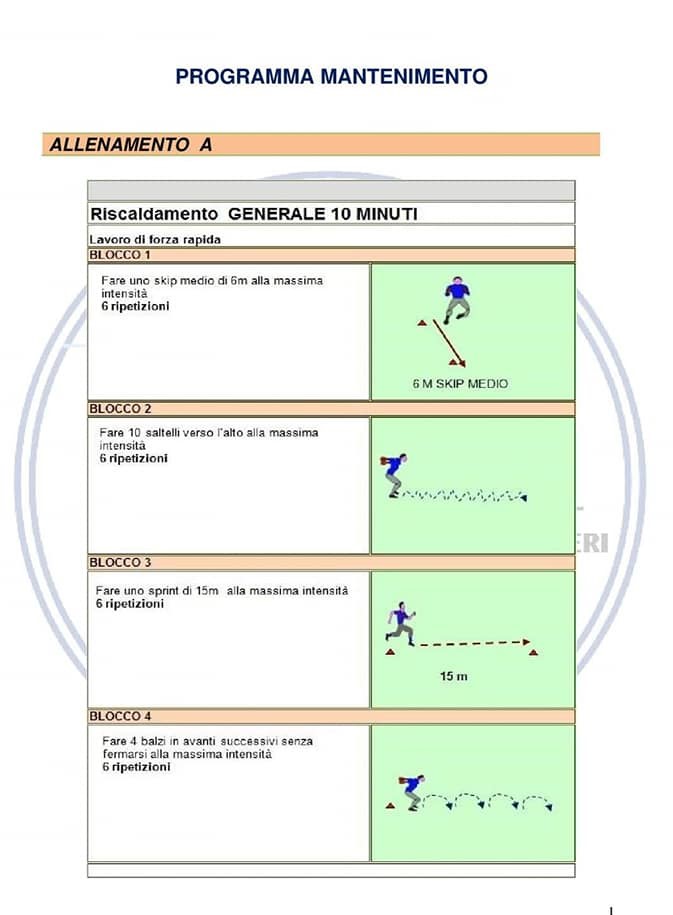 PROGRAMMA MANTENIMENTO
ALLENAMENTO A
Riscaldamento GENERALE 10 MINUTI
Lavoro di forza rapida
BLOCCO 1
Fare uno skip medio di 6m alla massima
intensità
6 ripetizioni
6 M SKIP MEDIO
BLOCCO 2
Fare 10 saltelli verso l'alto alla massima
intensità
6 ripetizioni
ERI
BLOCCO 3
Fare uno sprint di 15m alla massima intensità
6 ripetizioni
15 m
BLOCCO 4
Fare 4 balzi in avanti successivi senza
fermarsi alla massima intensità
6 ripetizioni
1